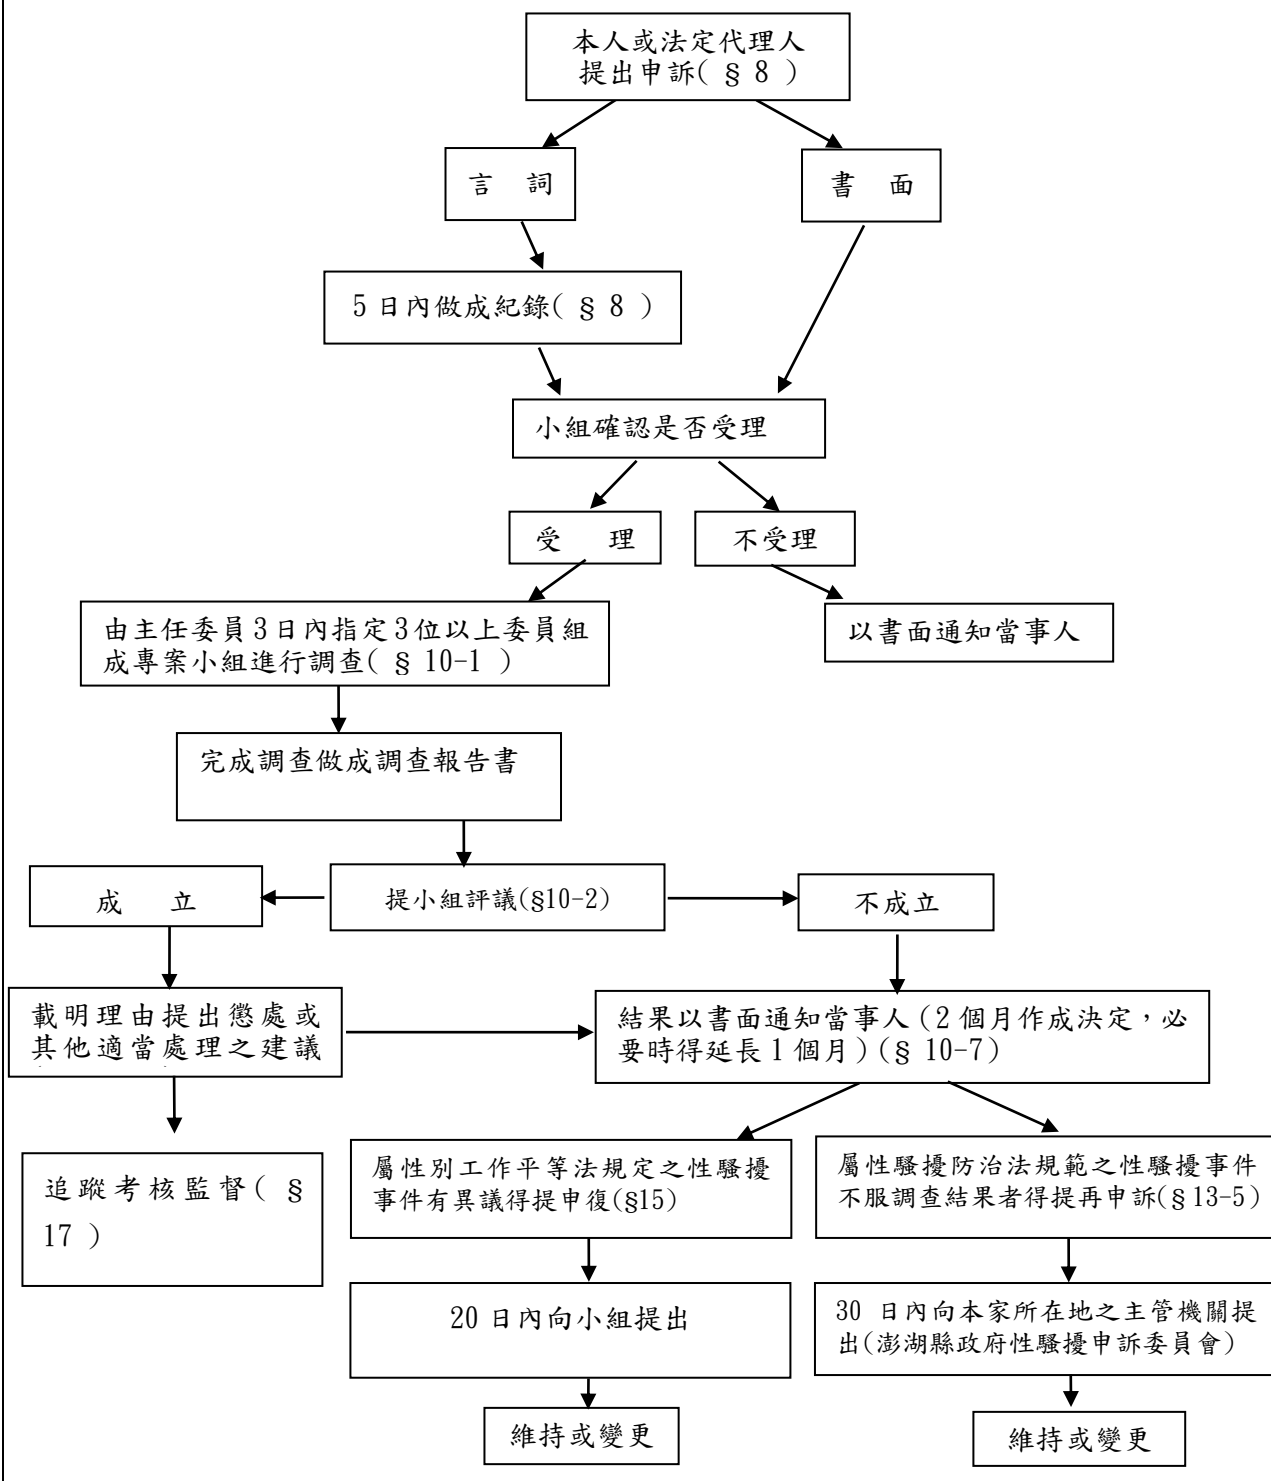 本人或法定代理人
提出申訴( § 8 )
言 詞
書 面
5 日內做成紀錄( § 8 )
小組確認是否受理
受 理
不受理
由主任委員3日內指定3位以上委員組
成專案小組進行調查( § 10-1 )
以書面通知當事人
完成調查做成調查報告書
成 立
提小組評議(§10-2)
不成立
載明理由提出懲處或
其他適當處理之建議
結果以書面通知當事人(2 個月作成決定，必
要時得延長 1 個月)(§ 10-7)
追蹤考核監督( §
17 )
屬性別工作平等法規定之性騷擾
事件有異議得提申復(§15)
屬性騷擾防治法規範之性騷擾事件
不服調查結果者得提再申訴(§13-5)
20 日內向小組提出
30 日內向本家所在地之主管機關提
出(澎湖縣政府性騷擾申訴委員會)
維持或變更
維持或變更